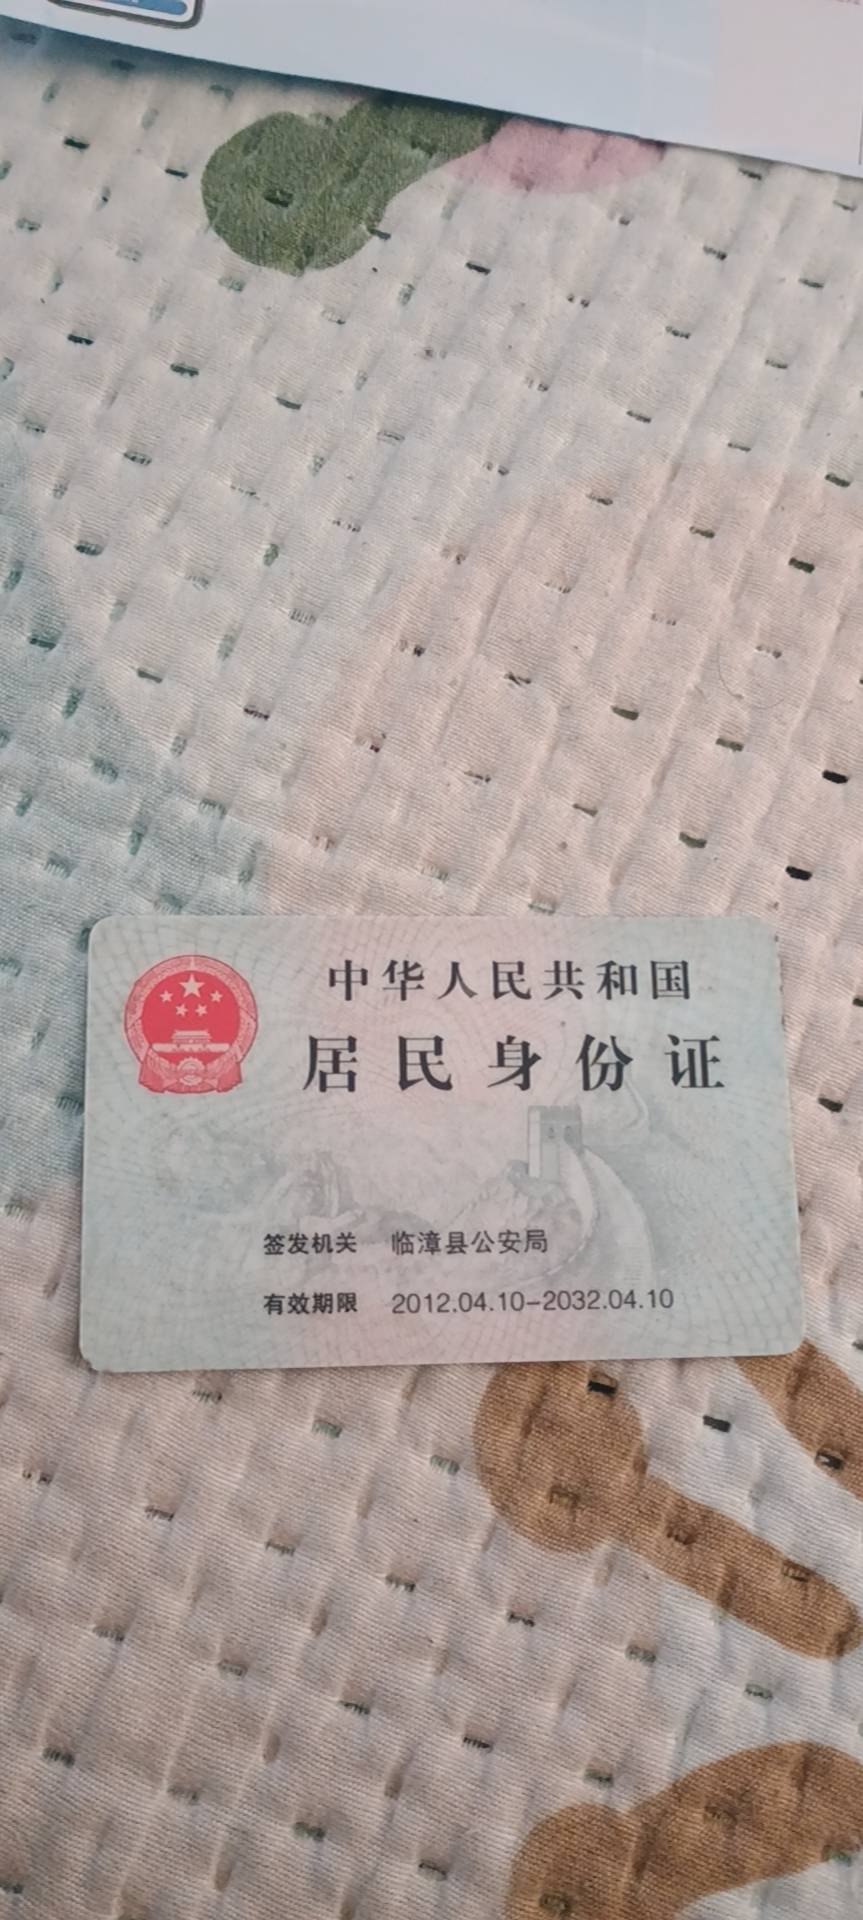 中华人民共和国
居民身份证
签发机关 临漳县公安局
有效期限 2012.04.10-2032.04.10